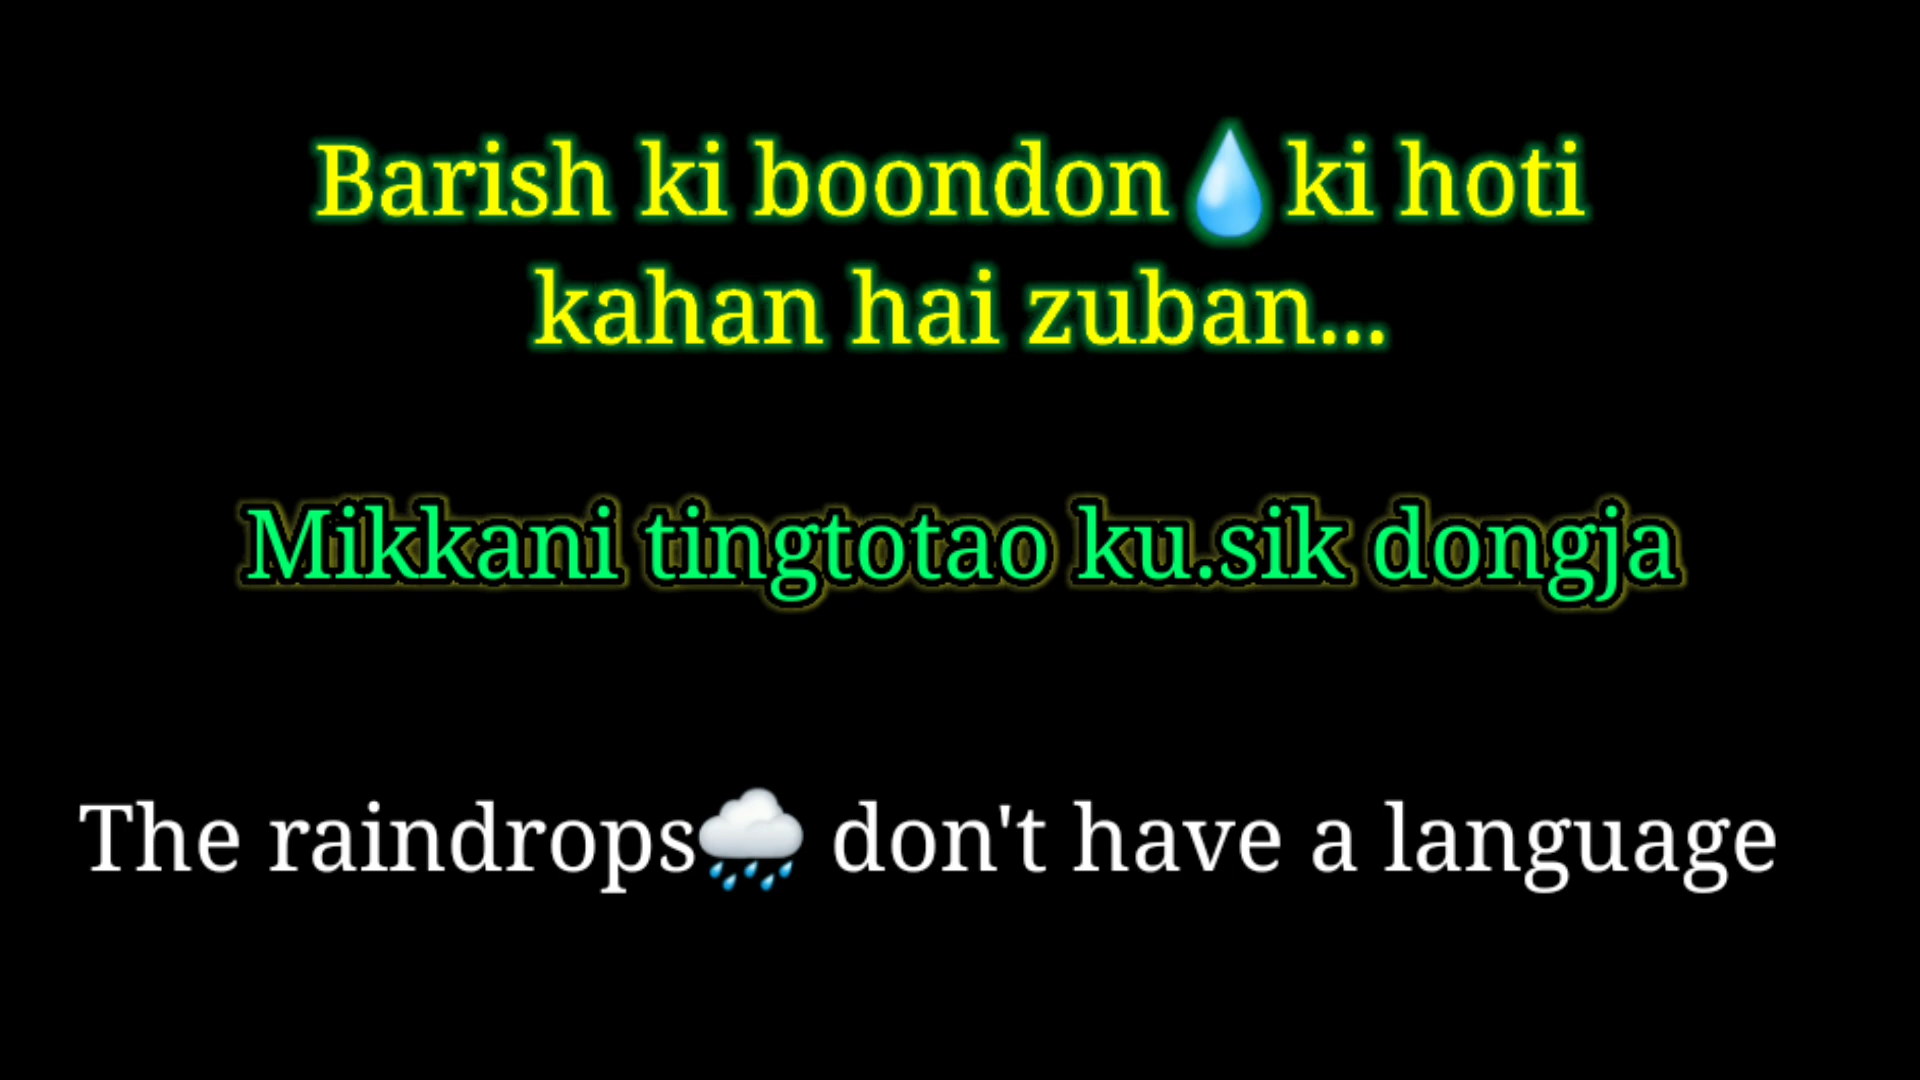 Barish ki boondon💧ki hoti
kahan hai zuban...
Mikkani tingtotao ku.sik dongja
The raindrops🌧️ don't have a language